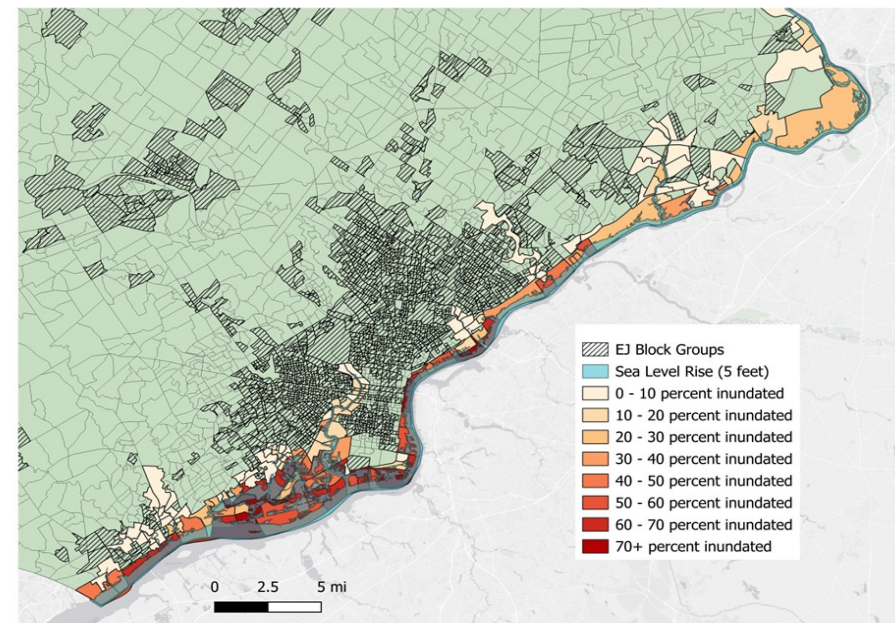 EJ Block Groups
Sea Level Rise (5 feet)
0 - 10 percent inundated
10 - 20 percent inundated
20 - 30 percent inundated
30 - 40 percent inundated
40 - 50 percent inundated
50 - 60 percent inundated
60 - 70 percent inundated
70+ percent inundated
0 2.5 5 mi